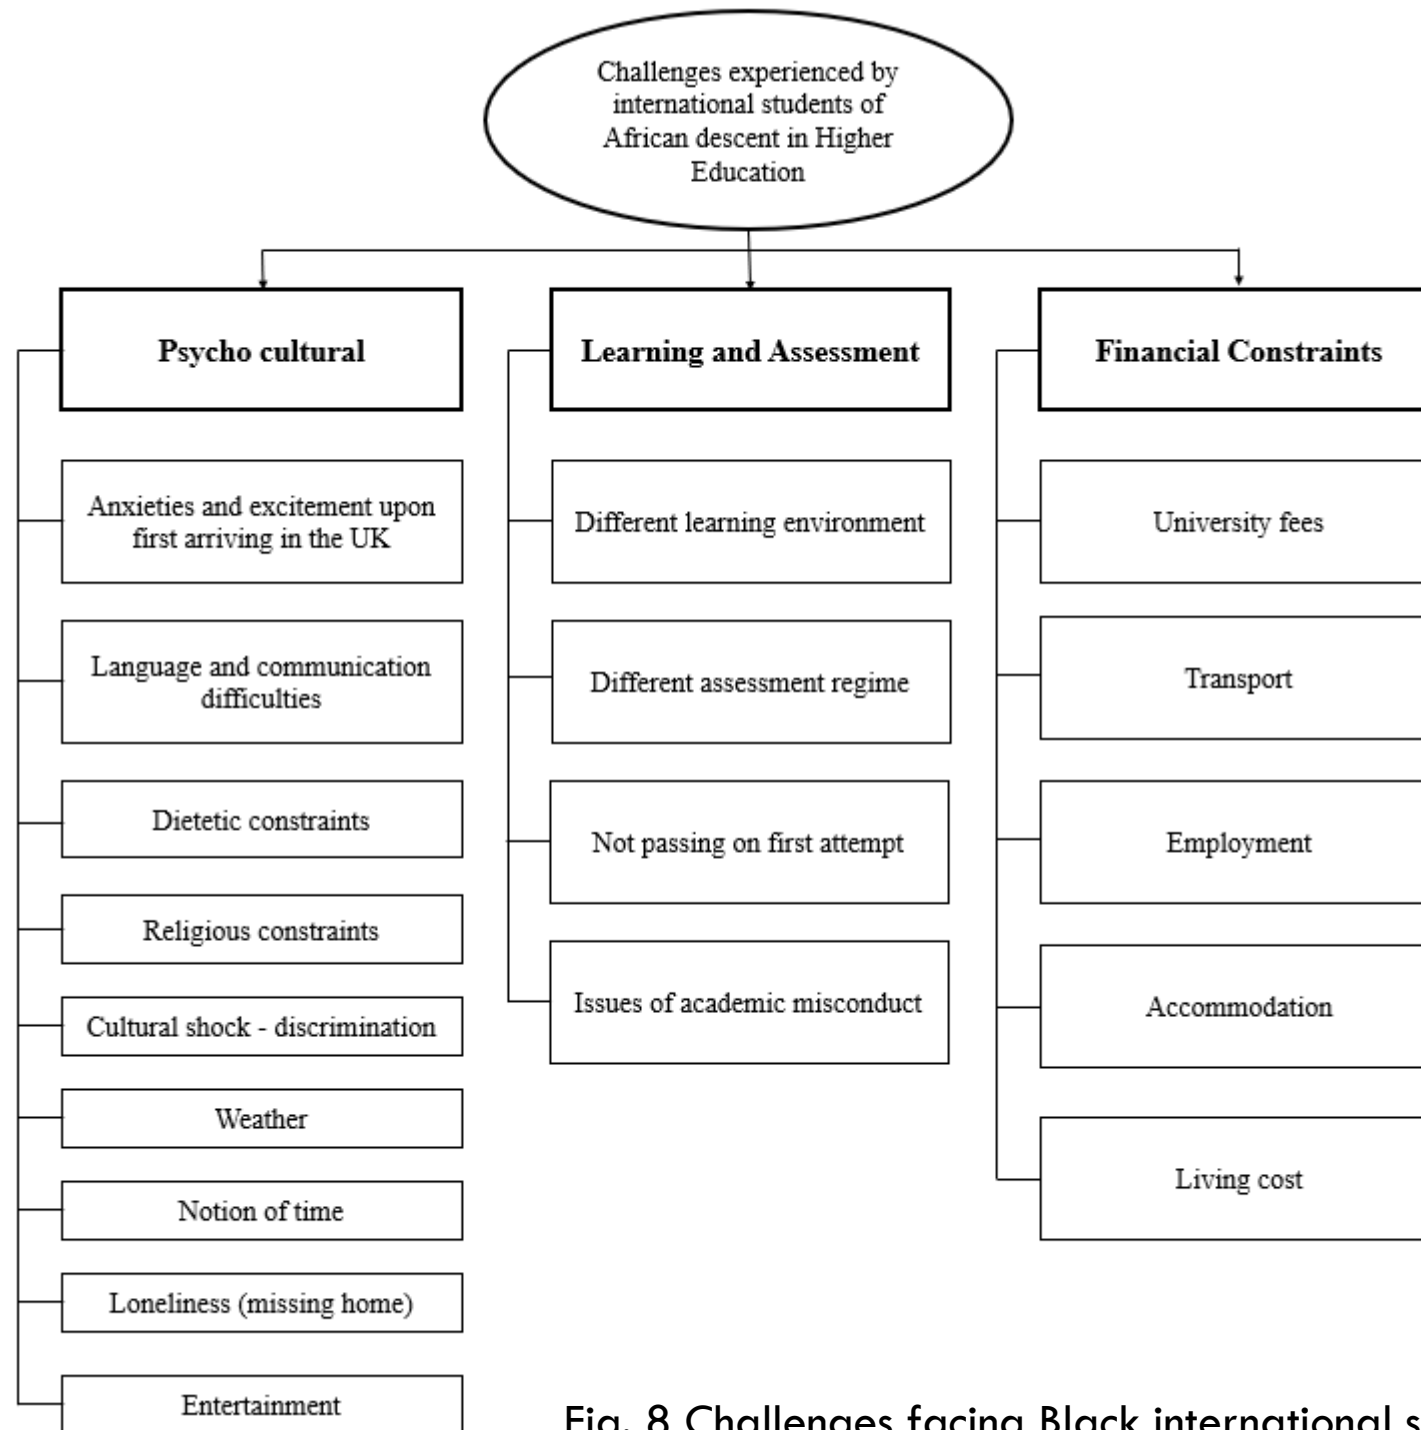 Challenges experienced by
international students of
African descent in Higher
Education
Psycho cultural
Anxieties and excitement upon
first arriving in the UK
Language and communication
difficulties
Dietetic constraints
Religious constraints
Cultural shock - discrimination
Weather
Notion of time
Loneliness (missing home)
Entertainment
Learning and Assessment
Different learning environment
Different assessment regime
Not passing on first attempt
Issues of academic misconduct
Financial Constraints
University fees
Transport
Employment
Accommodation
Living cost
Fig. 8 Challenges facing Black international